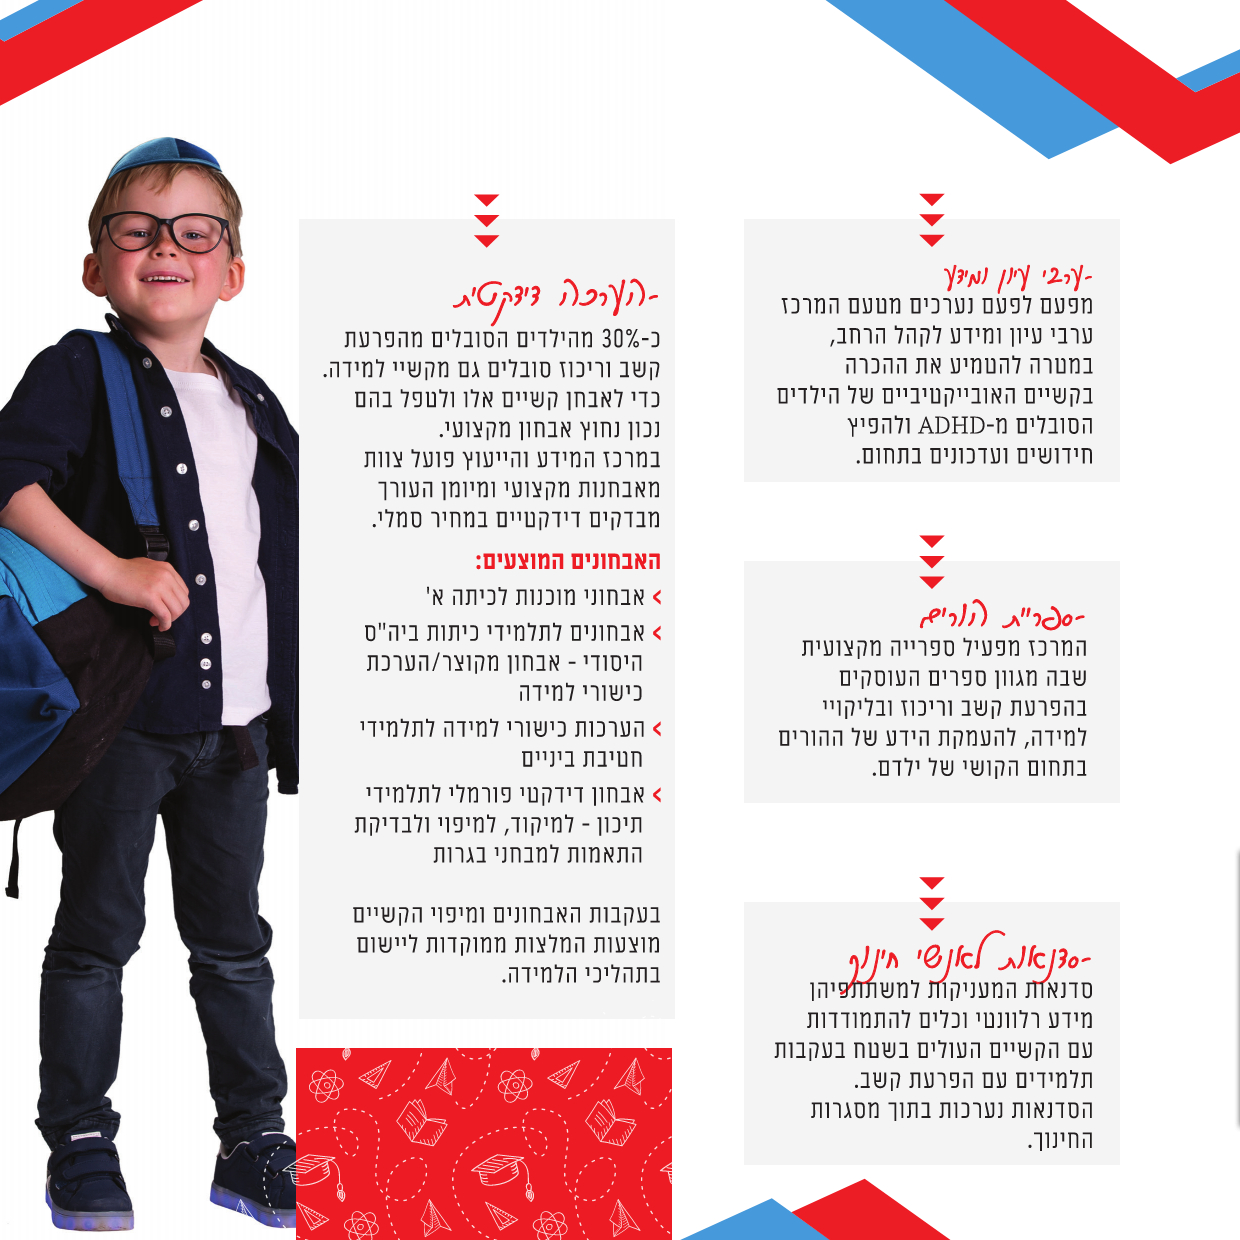 -ערבי עיון ומידע
מפעם לפעם נערכים מטעם המרכז
ערבי עיון ומידע לקהל הרחב,
במטרה להטמיע את ההכרה
בקשיים האובייקטיביים של הילדים
הסובלים מ-ADHD ולהפיץ
חידושים ועדכונים בתחום.
-ספריית הורים
המרכז מפעיל ספרייה מקצועית
שבה מגוון ספרים העוסקים
בהפרעת קשב וריכוז ובליקויי
למידה, להעמקת הידע של ההורים
בתחום הקושי של ילדם.
-סדנאות לאנשי חינוך
סדנאות המעניקות למשתתפיהן
מידע רלוונטי וכלים להתמודדות
עם הקשיים העולים בשטח בעקבות
תלמידים עם הפרעת קשב.
הסדנאות נערכות בתוך מסגרות
החינוך.
-הערכה דידקטית
כ-30% מהילדים הסובלים מהפרעת
קשב וריכוז סובלים גם מקשיי למידה.
כדי לאבחן קשיים אלו ולטפל בהם
נכון נחוץ אבחון מקצועי.
במרכז המידע והייעוץ פועל צוות
מאבחנות מקצועי ומיומן העורך
מבדקים דידקטיים במחיר סמלי.
האבחונים המוצעים:
< אבחוני מוכנות לכיתה א'
< אבחונים לתלמידי כיתות ביה"ס
היסודי - אבחון מקוצר/הערכת
כישורי למידה
< הערכות כישורי למידה לתלמידי
חטיבת ביניים
< אבחון דידקטי פורמלי לתלמידי
תיכון - למיקוד, למיפוי ולבדיקת
התאמות למבחני בגרות
בעקבות האבחונים ומיפוי הקשיים
מוצעות המלצות ממוקדות ליישום
בתהליכי הלמידה.